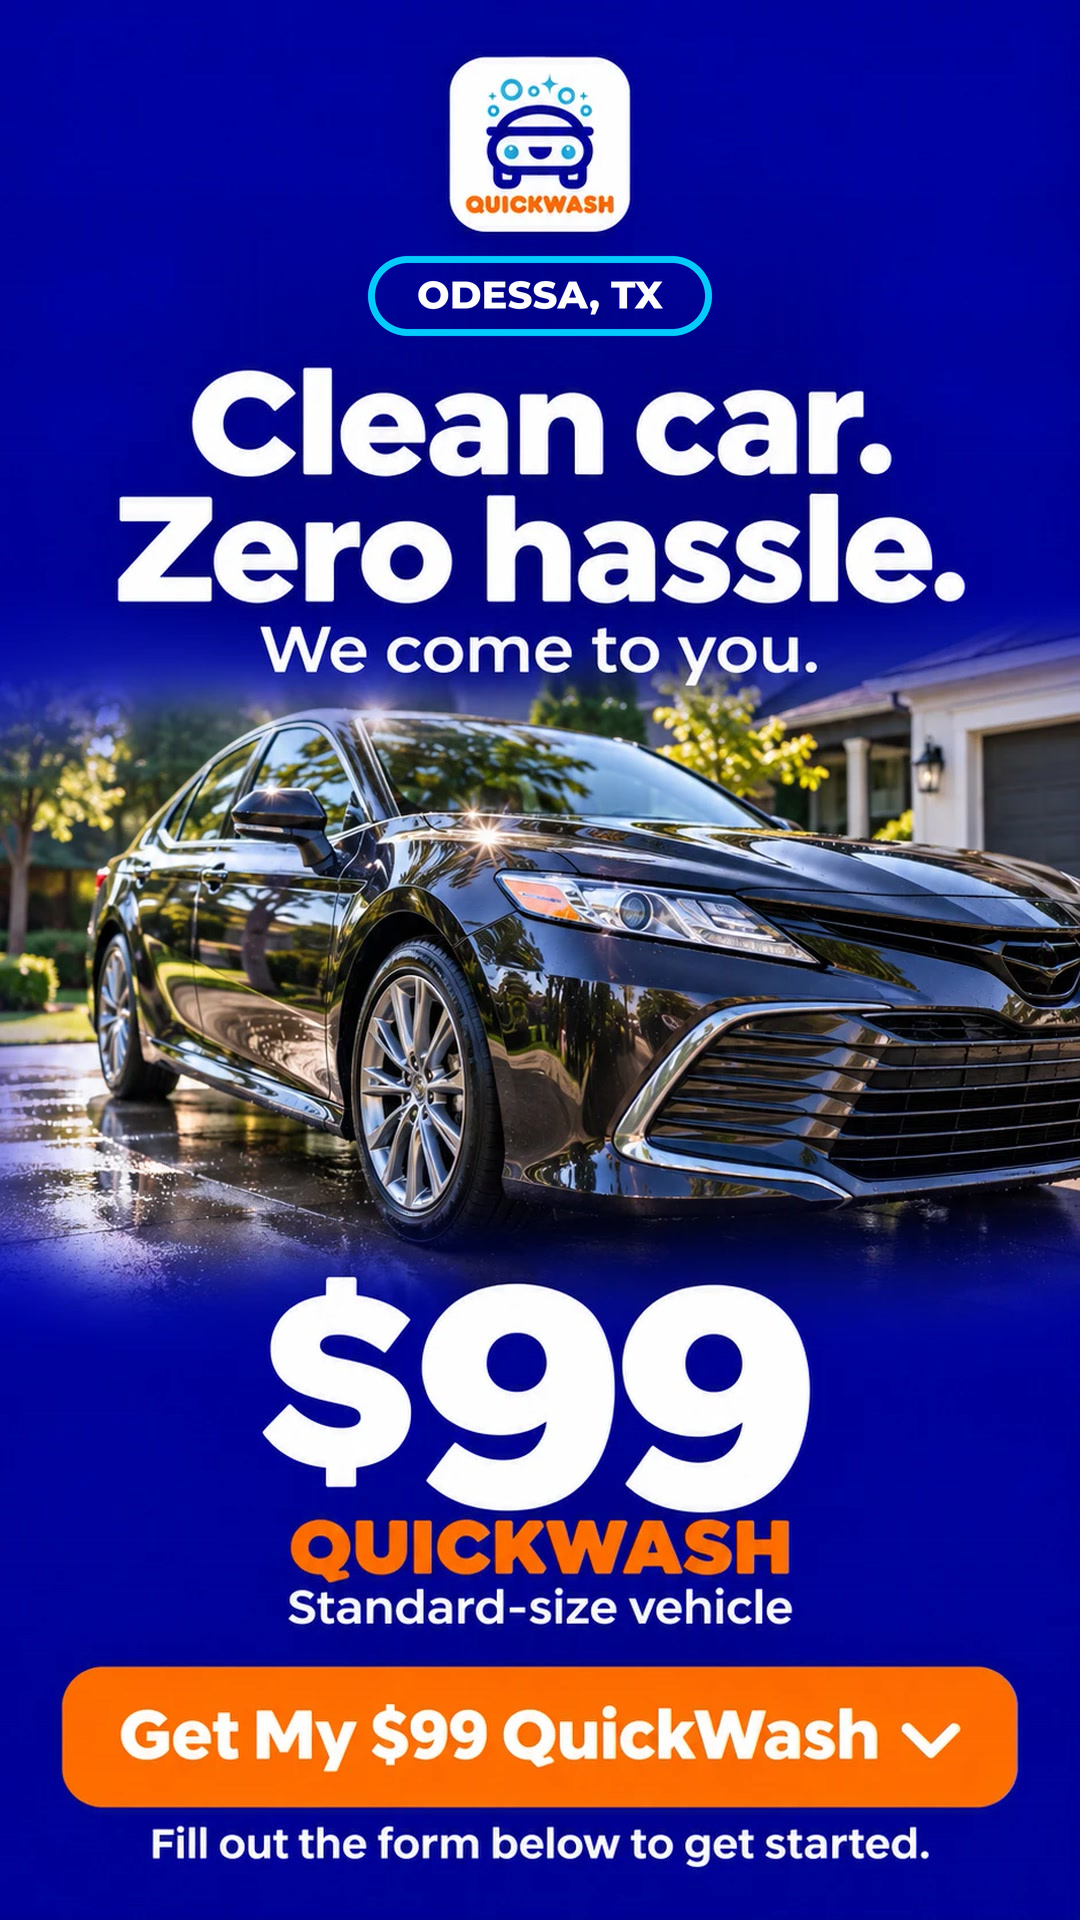 QUICKWASH
ODESSA, TX
Clean car.
Zero hassle.
We come to you.
$99
QUICKWASH
Standard-size vehicle
Get My $99 QuickWash
Fill out the form below to get started.